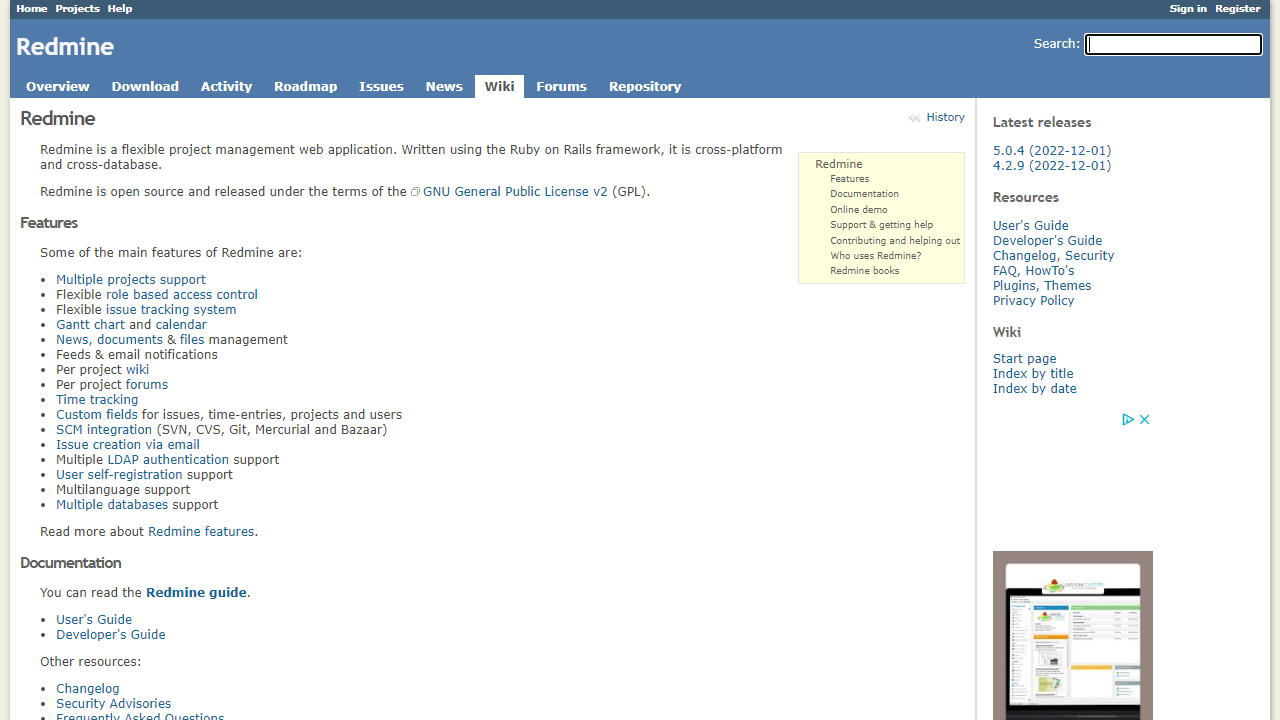 Home Projects Help
Sign in Register
Redmine
Search:
Overview Download Activity Roadmap Issues News Wiki Forums Repository
Redmine
History
Redmine is a flexible project management web application. Written using the Ruby on Rails framework, it is cross-platform
and cross-database.
Redmine is open source and released under the terms of the GNU General Public License v2 (GPL).
Redmine
Features
Documentation
Online demo
Support & getting help
Contributing and helping out
Who uses Redmine?
Redmine books
Features
Some of the main features of Redmine are:
• Multiple projects support
• Flexible role based access control
• Flexible issue tracking system
• Gantt chart and calendar
• News, documents & files management
• Feeds & email notifications
• Per project wiki
• Per project forums
• Time tracking
• Custom fields for issues, time-entries, projects and users
• SCM integration (SVN, CVS, Git, Mercurial and Bazaar)
• Issue creation via email
• Multiple LDAP authentication support
• User self-registration support
• Multilanguage support
• Multiple databases support
Read more about Redmine features.
Documentation
You can read the Redmine guide.
• User's Guide
• Developer's Guide
Other resources:
• Changelog
• Security Advisories
• Frequently Asked Questions
Latest releases
5.0.4 (2022-12-01)
4.2.9 (2022-12-01)
Resources
User's Guide
Developer's Guide
Changelog, Security
FAQ, HowTo's
Plugins, Themes
Privacy Policy
Wiki
Start page
Index by title
Index by date